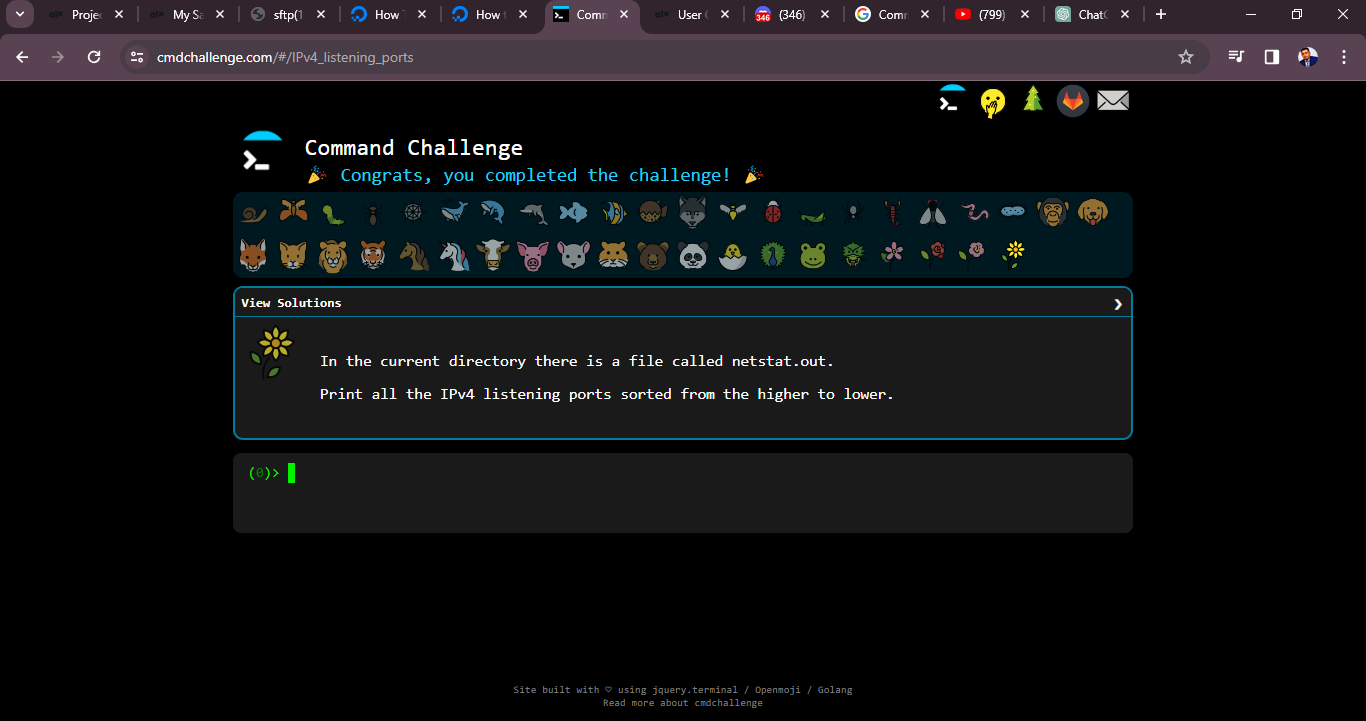 Projec
My Sa
sftp(1
How T
How t
Comm
User
(346)
Comm
(799)
Chat
cmdchallenge.com/#/IPv4_listening_ports
Command Challenge
🎉 Congrats, you completed the challenge! 🎉
View Solutions
In the current directory there is a file called netstat.out.
Print all the IPv4 listening ports sorted from the higher to lower.
(0)>
Site built with ♡ using jquery.terminal / Openmoji / Golang
Read more about cmdchallenge